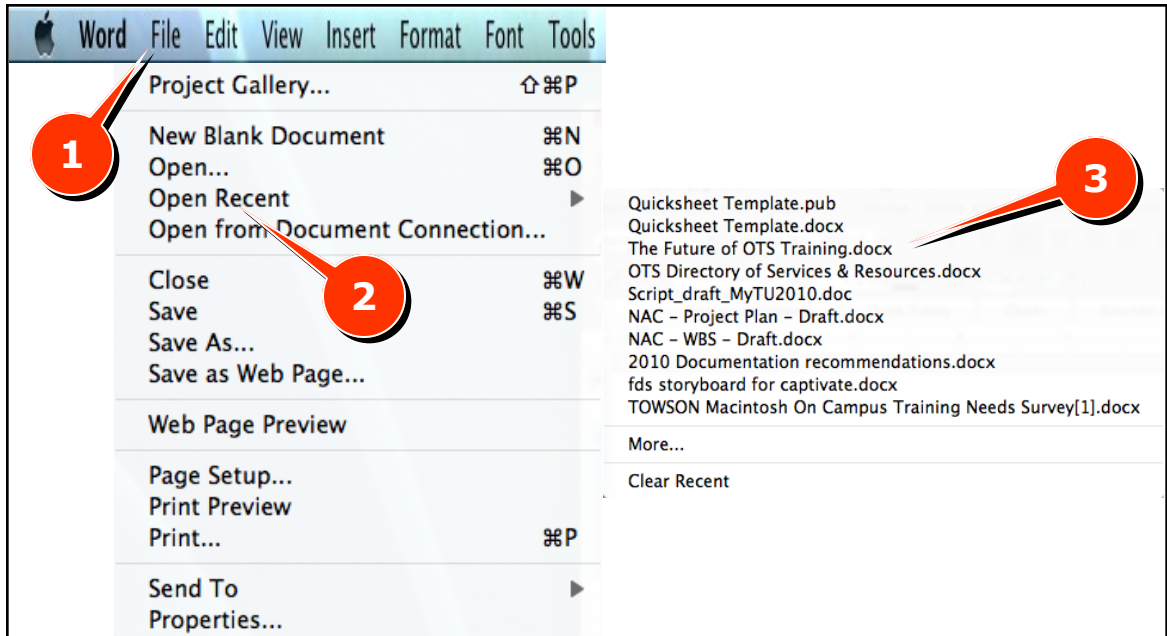 Word File Edit View Insert Format Font Tools
Project Gallery... ⇧⌘P
New Blank Document ⌘N
Open... ⌘O
Open Recent ▶
Open from Document Connection...
Close ⌘W
Save ⌘S
Save As...
Save as Web Page...
Web Page Preview
Page Setup...
Print Preview
Print... ⌘P
Send To ▶
Properties...
1
2
3
Quicksheet Template.pub
Quicksheet Template.docx
The Future of OTS Training.docx
OTS Directory of Services & Resources.docx
Script_draft_MyTU2010.doc
NAC – Project Plan – Draft.docx
NAC – WBS – Draft.docx
2010 Documentation recommendations.docx
fds storyboard for captivate.docx
TOWSON Macintosh On Campus Training Needs Survey[1].docx
More...
Clear Recent